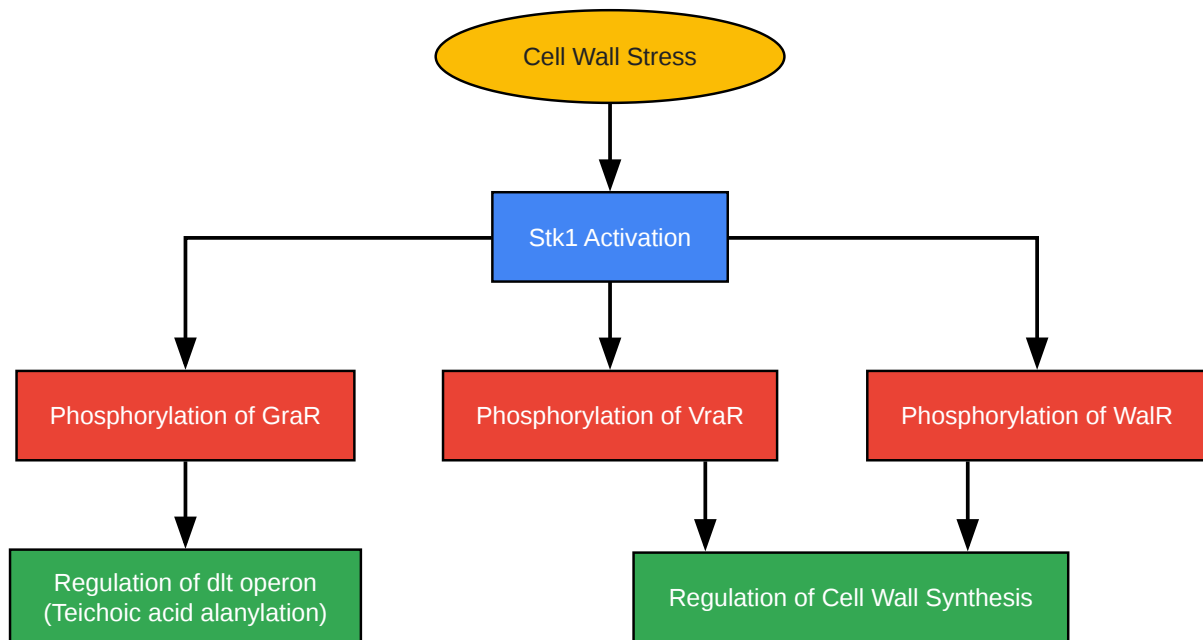 Cell Wall Stress
Stk1 Activation
Phosphorylation of GraR
Phosphorylation of VraR
Phosphorylation of WalR
Regulation of dlt operon
(Teichoic acid alanylation)
Regulation of Cell Wall Synthesis